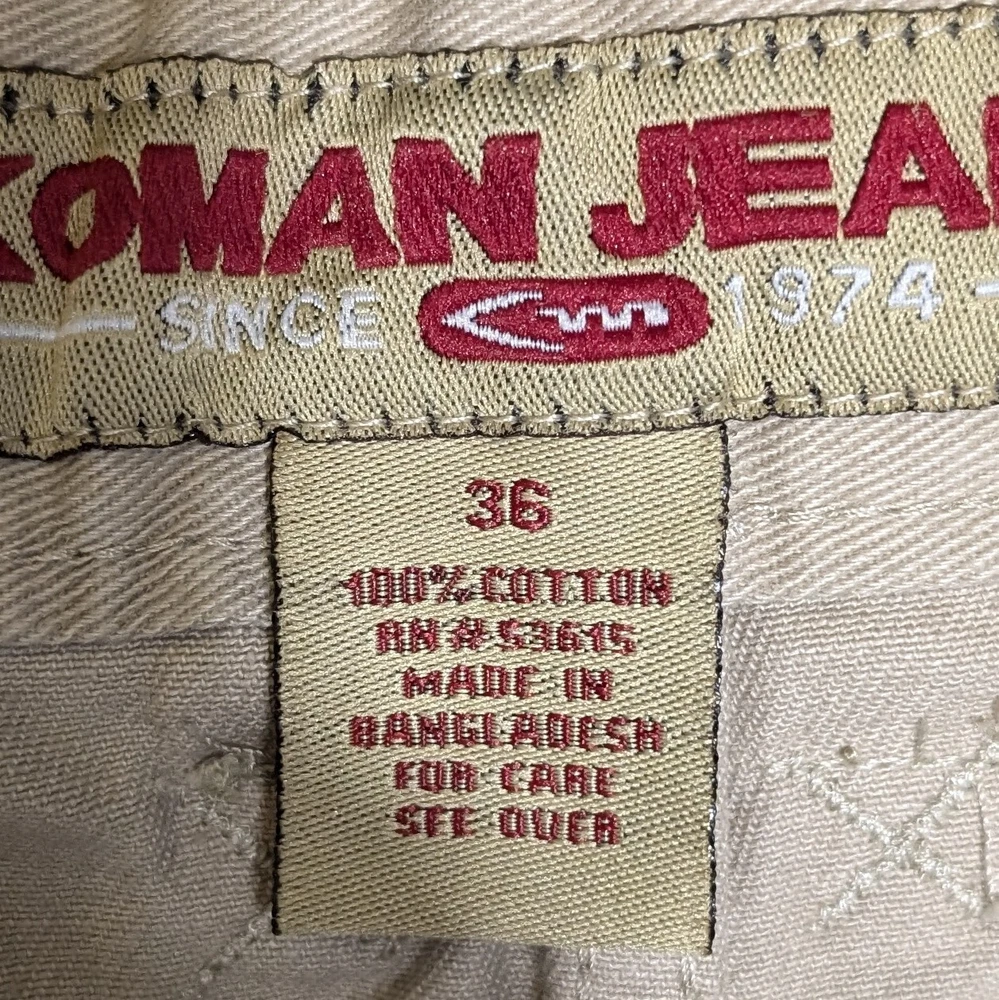 KOMAN JEA
SINCE 1974
36
100% COTTON
RN# 53615
MADE IN
BANGLADESH
FOR CARE
SEE OVER